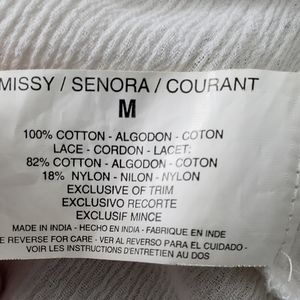 MISSY / SENORA / COURANT
M
100% COTTON - ALGODON - COTON
LACE - CORDON - LACET:
82% COTTON - ALGODON - COTON
18% NYLON - NILON - NYLON
EXCLUSIVE OF TRIM
EXCLUSIVO RECORTE
EXCLUSIF MINCE
MADE IN INDIA - HECHO EN INDIA - FABRIQUE EN INDE
REVERSE FOR CARE - VER AL REVERSO PARA EL CUIDADO -
VOIR LES INSTRUCTIONS D'ENTRETIEN AU DOS